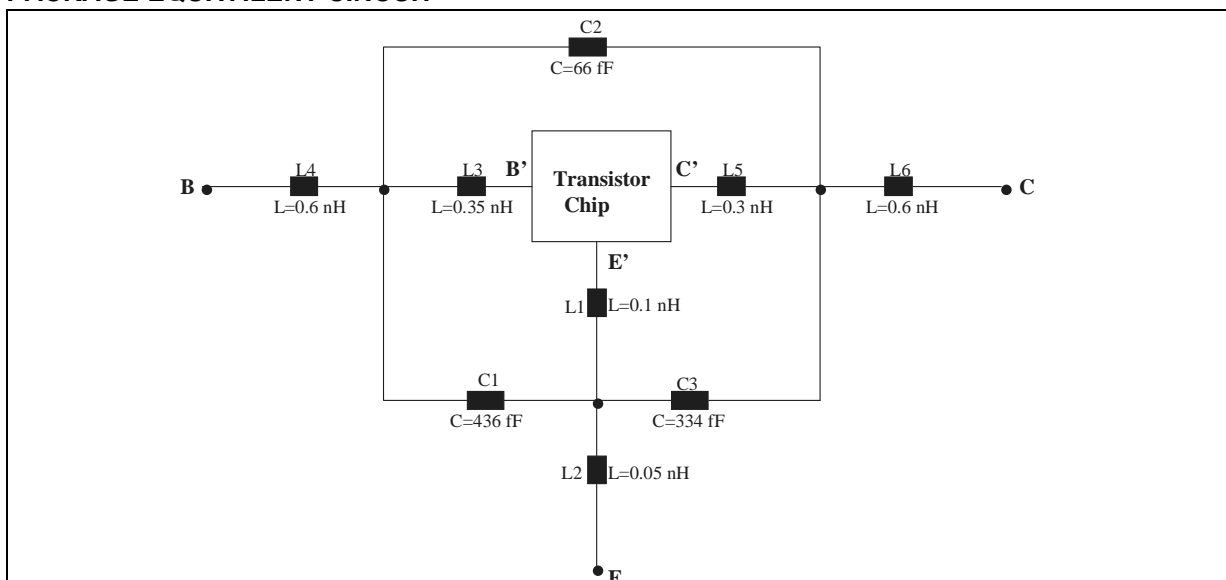 C2
C=66 fF
B
L4
L=0.6 nH
L3
L=0.35 nH
B’
Transistor
Chip
C’
L5
L=0.3 nH
L6
L=0.6 nH
C
E’
L1
L=0.1 nH
C1
C=436 fF
C3
C=334 fF
L2
L=0.05 nH